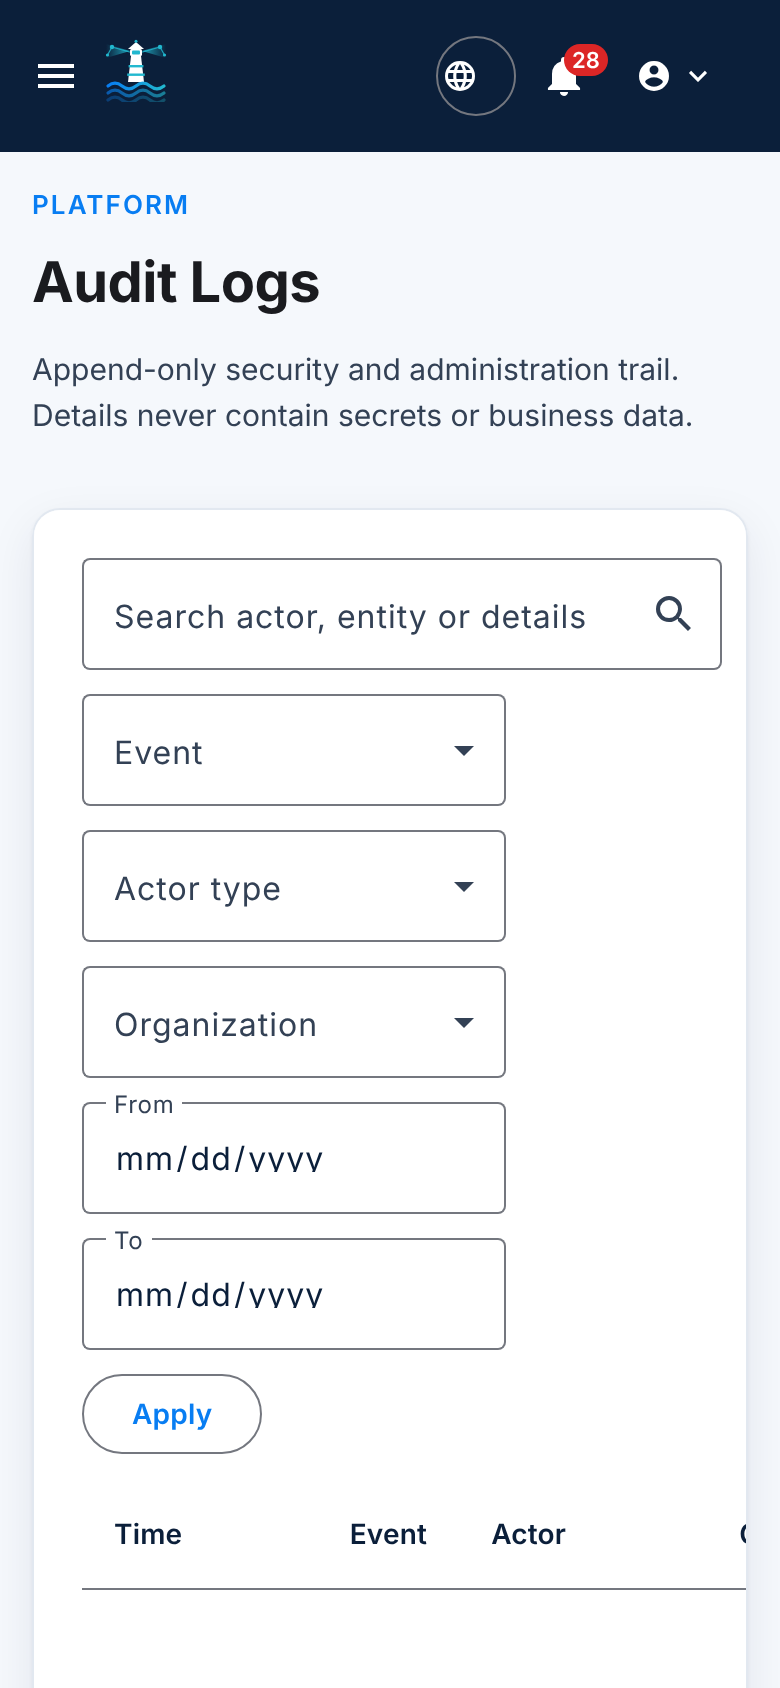 28
PLATFORM
Audit Logs
Append-only security and administration trail.
Details never contain secrets or business data.
Search actor, entity or details
Event
Actor type
Organization
From
mm/dd/yyyy
To
mm/dd/yyyy
Apply
Time Event Actor